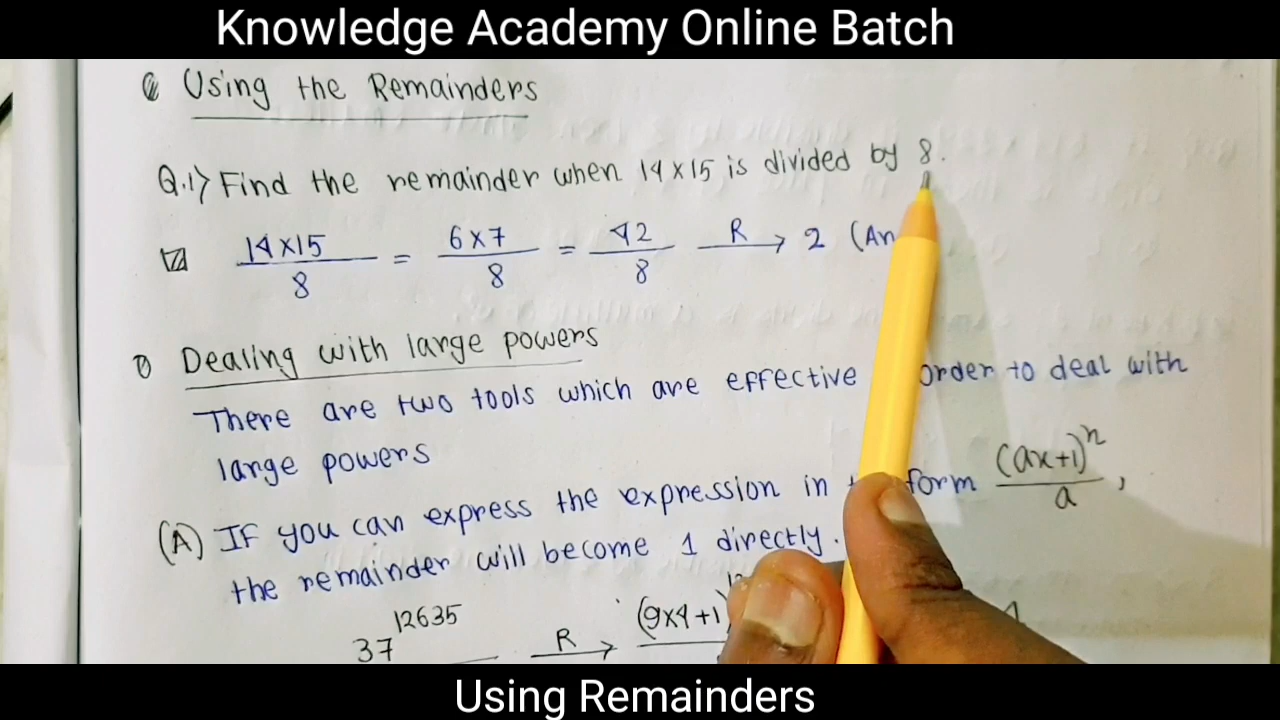 Knowledge Academy Online Batch
Using the Remainders
Q.1) Find the remainder when 14x15 is divided by 8.
14x15/8 = 6x7/8 = 42/8 R→ 2 (An
Dealing with large powers
There are two tools which are effective order to deal with
large powers
(A) IF you can express the expression in form (ax+1)^n/a,
the remainder will become 1 directly.
37^12635 R→ (9x4+1)
Using Remainders